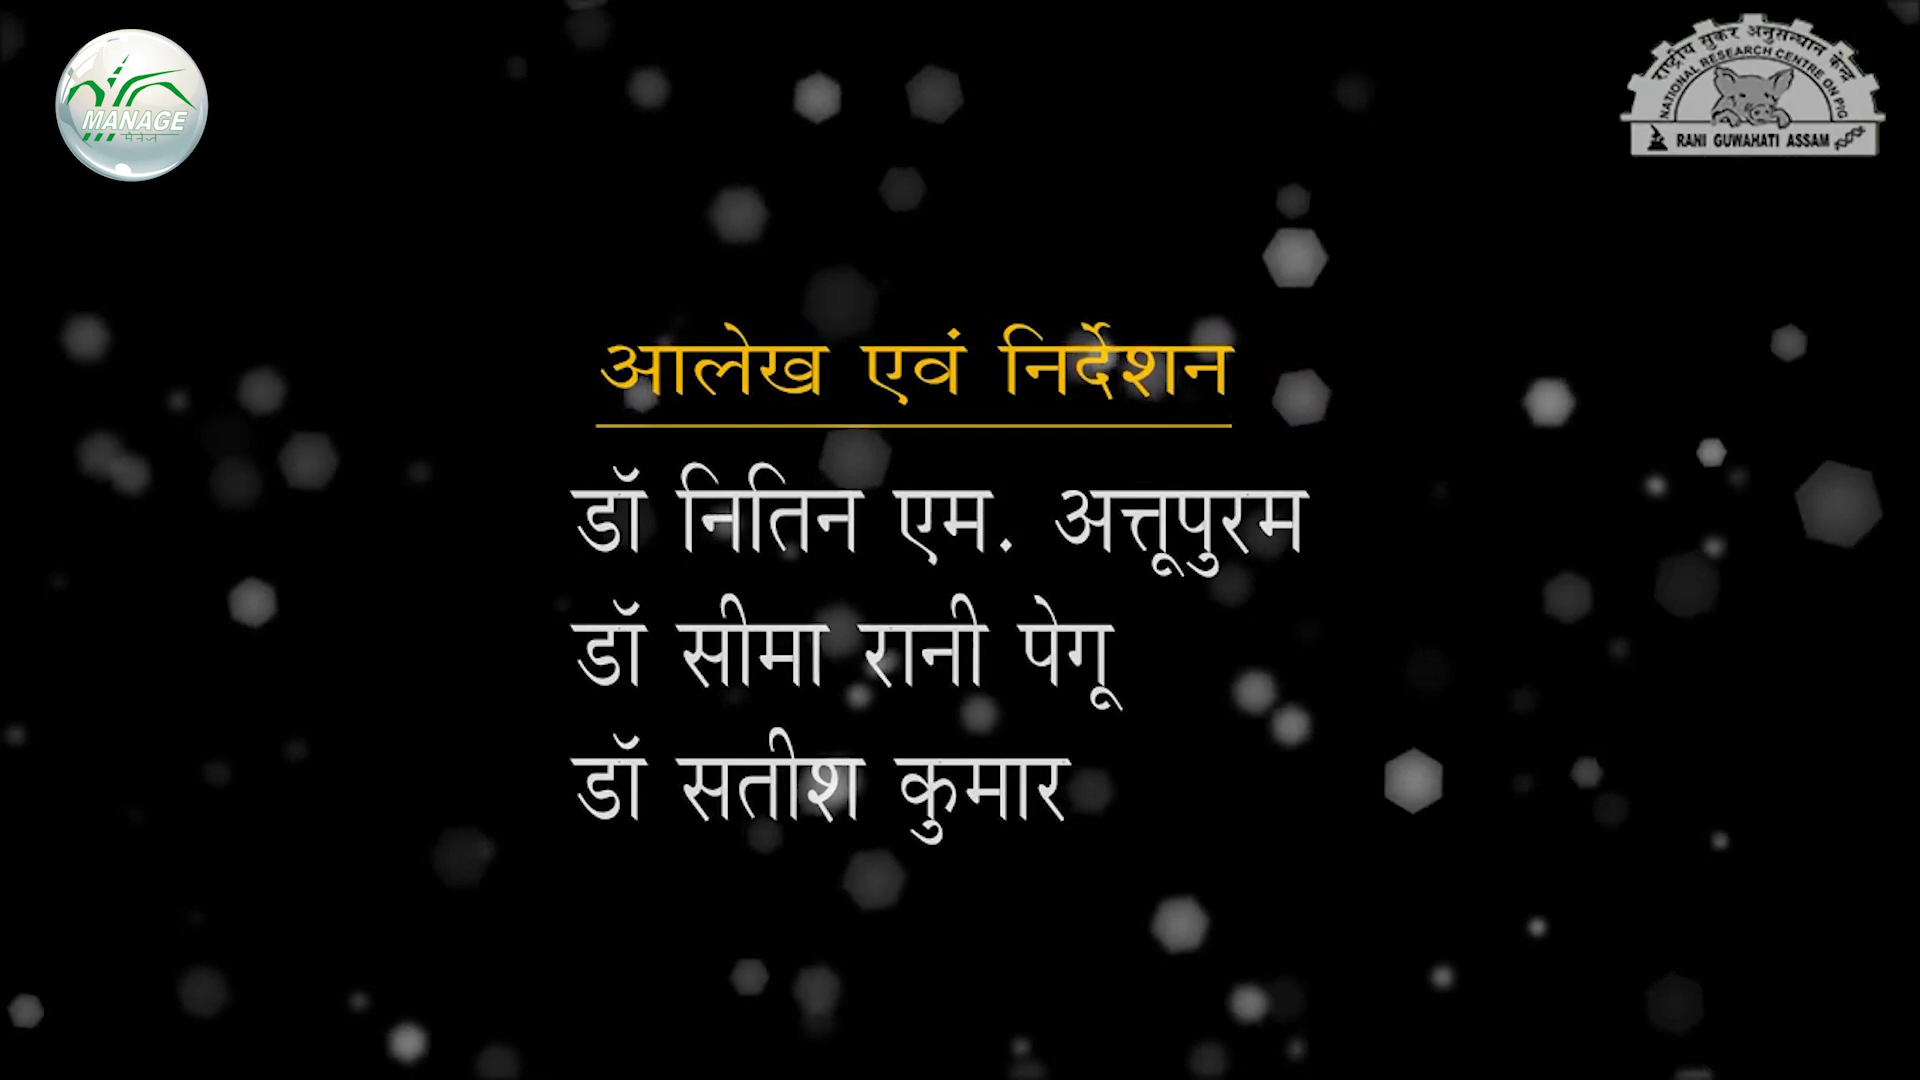 MANAGE
मैनेज
राष्ट्रीय सुकर अनुसन्धान केन्द्र
NATIONAL RESEARCH CENTRE ON PIG
RANI GUWAHATI ASSAM
आलेख एवं निर्देशन
डॉ नितिन एम. अत्तूपुरम
डॉ सीमा रानी पेगू
डॉ सतीश कुमार